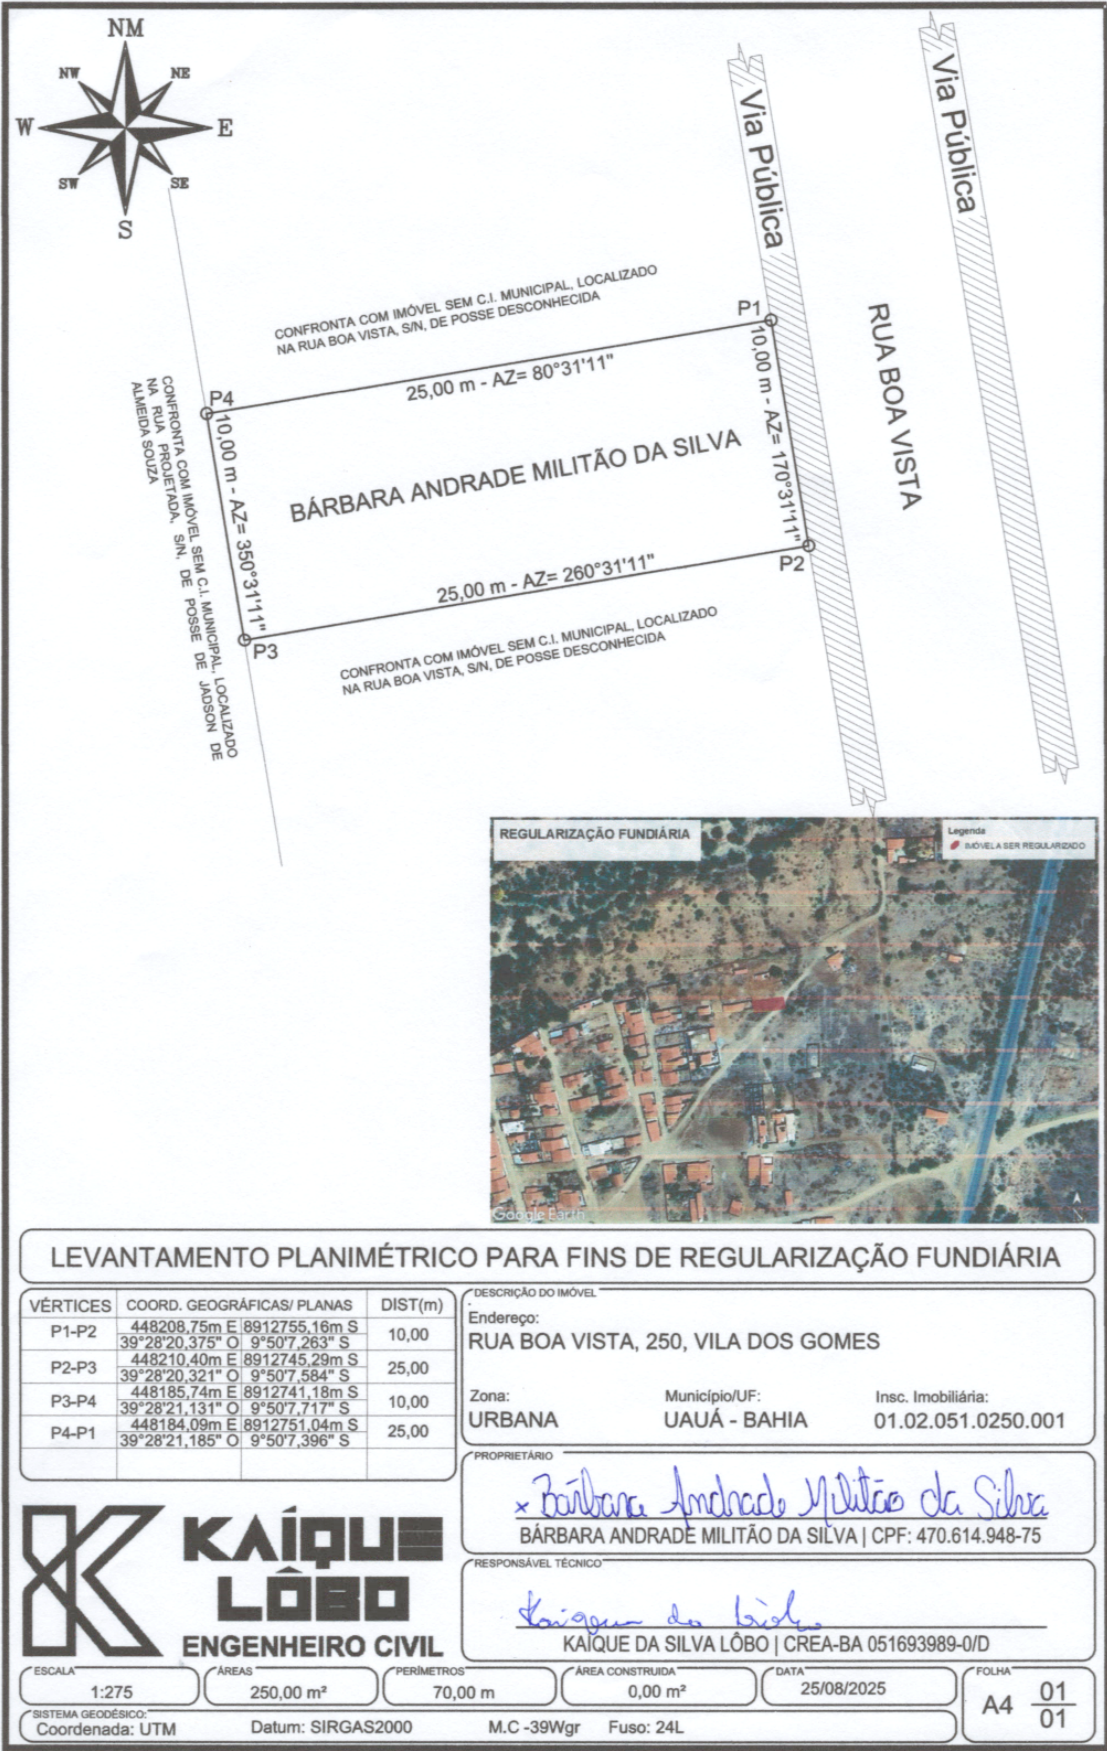 NM
NW
NE
W
E
SW
SE
S
Via Pública
Via Pública
RUA BOA VISTA
CONFRONTA COM IMÓVEL SEM C.I. MUNICIPAL, LOCALIZADO
NA RUA BOA VISTA, S/N, DE POSSE DESCONHECIDA
P1
25,00 m - AZ= 80°31'11"
10,00 m - AZ= 170°31'11"
P4
10,00 m - AZ= 350°31'11"
CONFRONTA COM IMÓVEL SEM C.I. MUNICIPAL, LOCALIZADO
NA RUA PROJETADA, S/N, DE POSSE DE JADSON DE
ALMEIDA SOUZA
BÁRBARA ANDRADE MILITÃO DA SILVA
P2
25,00 m - AZ= 260°31'11"
P3
CONFRONTA COM IMÓVEL SEM C.I. MUNICIPAL, LOCALIZADO
NA RUA BOA VISTA, S/N, DE POSSE DESCONHECIDA
REGULARIZAÇÃO FUNDIÁRIA
Legenda
IMÓVEL A SER REGULARIZADO
Google Earth
N
LEVANTAMENTO PLANIMÉTRICO PARA FINS DE REGULARIZAÇÃO FUNDIÁRIA
VÉRTICES COORD. GEOGRÁFICAS/ PLANAS DIST(m)
P1-P2 448208,75m E 8912755,16m S 10,00
39°28'20,375" O 9°50'7,263" S
P2-P3 448210,40m E 8912745,29m S 25,00
39°28'20,321" O 9°50'7,584" S
P3-P4 448185,74m E 8912741,18m S 10,00
39°28'21,131" O 9°50'7,717" S
P4-P1 448184,09m E 8912751,04m S 25,00
39°28'21,185" O 9°50'7,396" S
DESCRIÇÃO DO IMÓVEL
Endereço:
RUA BOA VISTA, 250, VILA DOS GOMES
Zona: Município/UF: Insc. Imobiliária:
URBANA UAUÁ - BAHIA 01.02.051.0250.001
PROPRIETÁRIO
x Bárbara Andrade Militão da Silva
BÁRBARA ANDRADE MILITÃO DA SILVA | CPF: 470.614.948-75
RESPONSÁVEL TÉCNICO
KAÍQUE DA SILVA LÔBO | CREA-BA 051693989-0/D
KAÍQUE
LÔBO
ENGENHEIRO CIVIL
ESCALA
1:275
ÁREAS
250,00 m²
PERÍMETROS
70,00 m
ÁREA CONSTRUIDA
0,00 m²
DATA
25/08/2025
FOLHA
A4 01
01
SISTEMA GEODÉSICO:
Coordenada: UTM Datum: SIRGAS2000 M.C -39Wgr Fuso: 24L